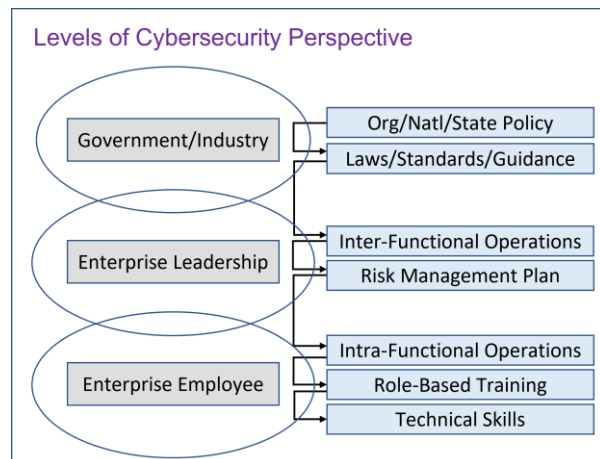 Levels of Cybersecurity Perspective
Government/Industry
Org/Natl/State Policy
Laws/Standards/Guidance
Enterprise Leadership
Inter-Functional Operations
Risk Management Plan
Enterprise Employee
Intra-Functional Operations
Role-Based Training
Technical Skills